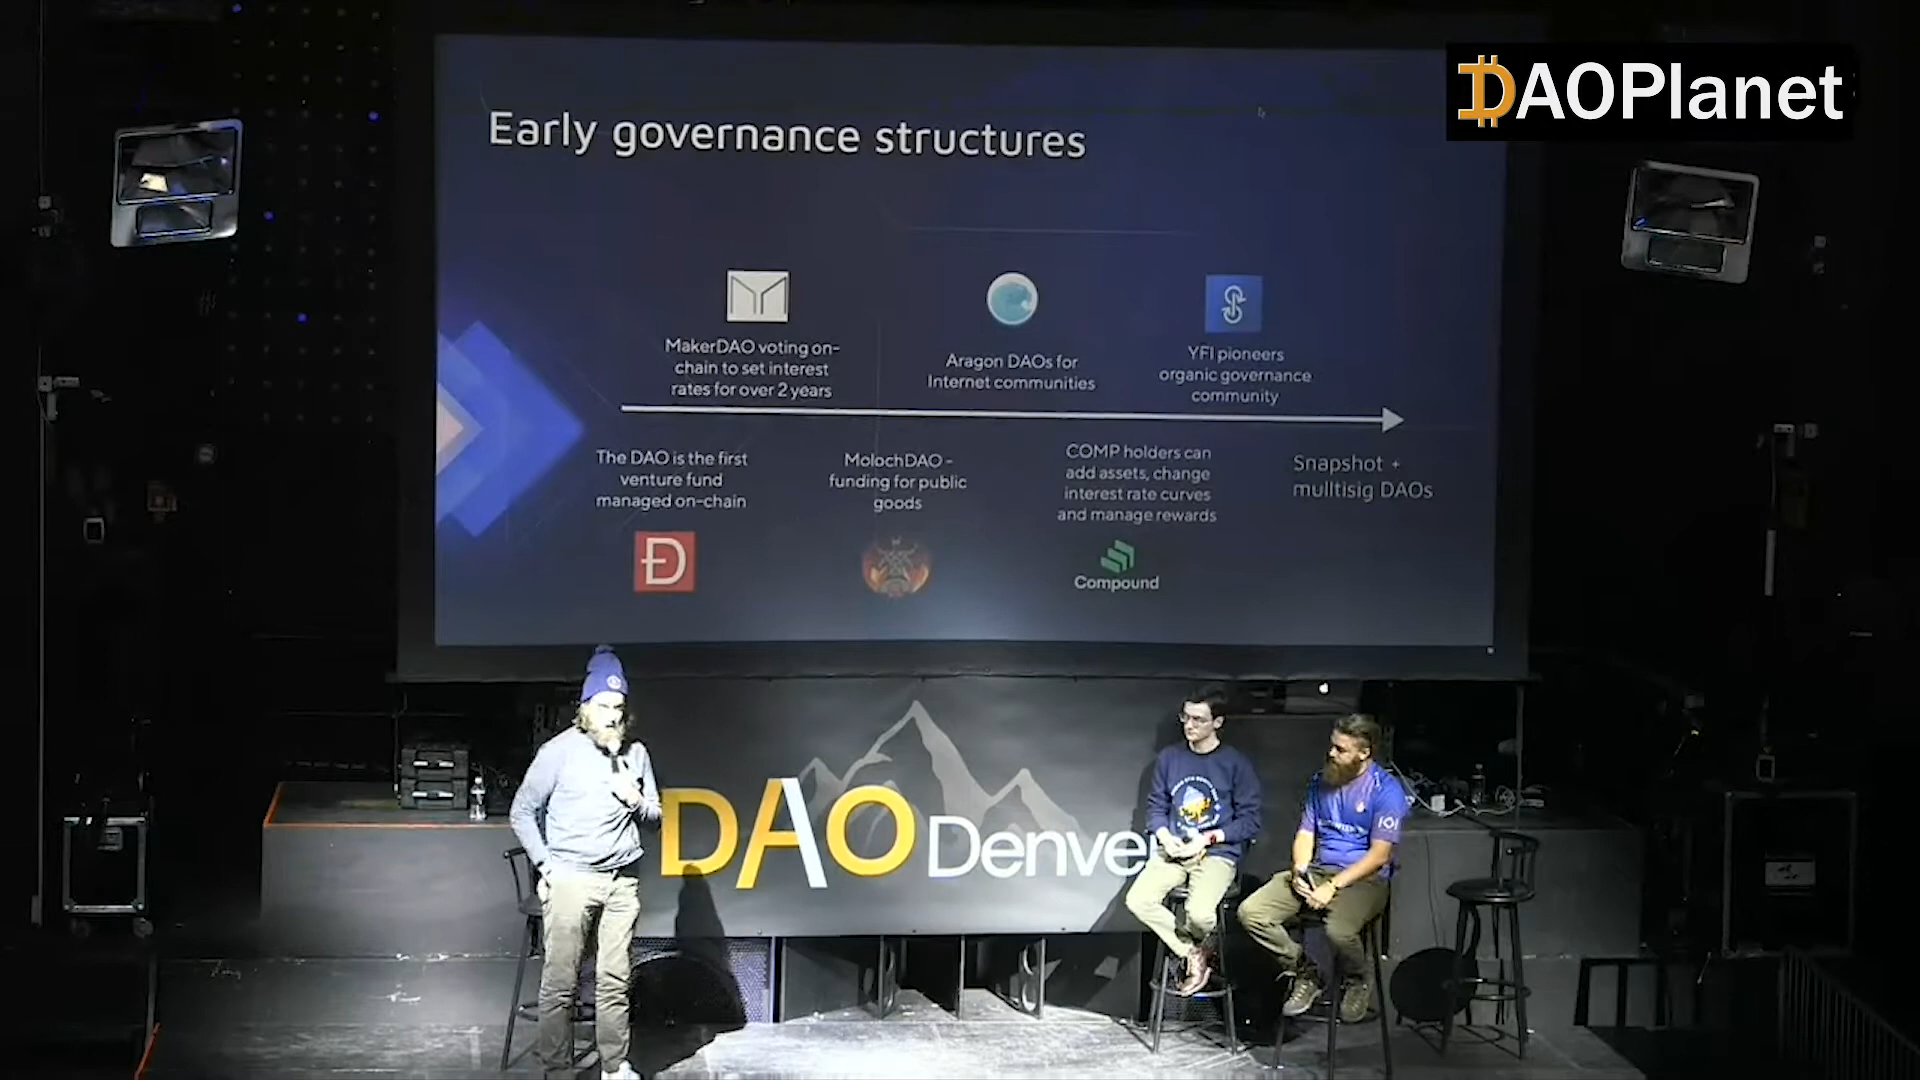 DAOPlanet
Early governance structures
MakerDAO voting on-
chain to set interest
rates for over 2 years
Aragon DAOs for
Internet communities
YFI pioneers
organic governance
community
The DAO is the first
venture fund
managed on-chain
MolochDAO -
funding for public
goods
COMP holders can
add assets, change
interest rate curves
and manage rewards
Snapshot +
mulltisig DAOs
Compound
DAO Denver